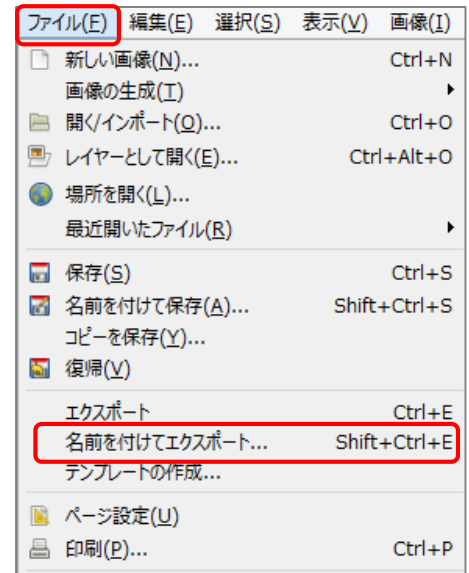 ファイル(F) 編集(E) 選択(S) 表示(V) 画像(I)
新しい画像(N)... Ctrl+N
画像の生成(T)
開く/インポート(O)... Ctrl+O
レイヤーとして開く(E)... Ctrl+Alt+O
場所を開く(L)...
最近開いたファイル(R)
保存(S) Ctrl+S
名前を付けて保存(A)... Shift+Ctrl+S
コピーを保存(Y)...
復帰(V)
エクスポート Ctrl+E
名前を付けてエクスポート... Shift+Ctrl+E
テンプレートの作成...
ページ設定(U)
印刷(P)... Ctrl+P